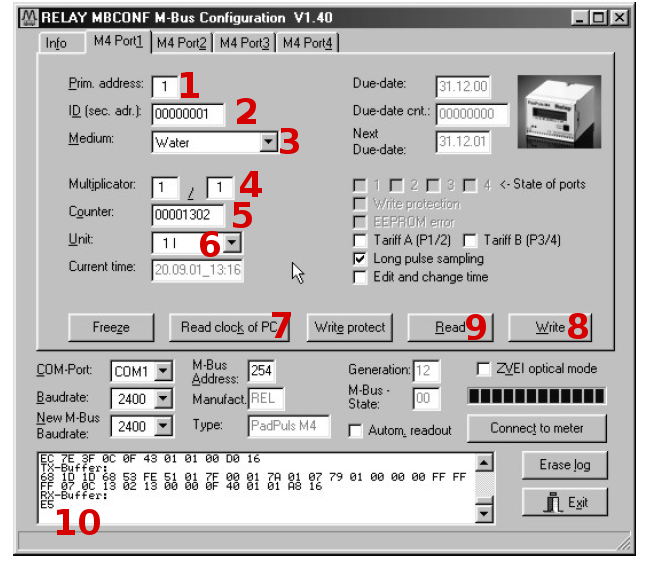 RELAY MBCONF M-Bus Configuration V1.40
Info M4 Port1 M4 Port2 M4 Port3 M4 Port4
Prim. address: 1 1 Due-date: 31.12.00
ID (sec. adr.): 00000001 2 Due-date cnt.: 00000000
Medium: Water 3 Next Due-date: 31.12.01
Multiplicator: 1 / 1 4 1 2 3 4 <- State of ports
Write protection
Counter: 00001302 5 EEPROM error
Unit: 1 l 6 Tariff A (P1/2) Tariff B (P3/4)
Long pulse sampling
Current time: 20.09.01_13:16 Edit and change time
Freeze Read clock of PC 7 Write protect Read 9 Write 8
COM-Port: COM1 M-Bus Address: 254 Generation: 12 ZVEI optical mode
Baudrate: 2400 Manufact. REL M-Bus - State: 00
New M-Bus Baudrate: 2400 Type: PadPuls M4 Autom. readout Connect to meter
EC 7E 3F 0C 0F 43 01 01 00 D0 16
TX-Buffer:
68 1D 1D 68 53 FE 51 01 7F 00 01 7A 01 07 79 01 00 00 00 FF FF
FF 07 0C 13 02 13 00 00 0F 40 01 01 A8 16
RX-Buffer:
E5
10
Erase log
Exit